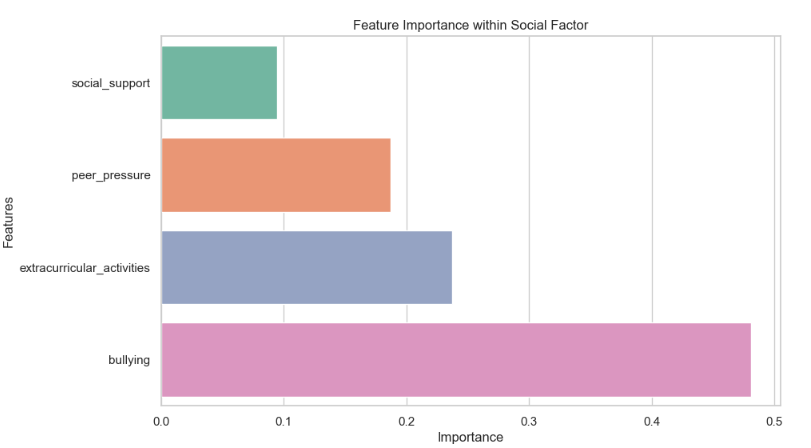 Feature Importance within Social Factor
Features
social_support
peer_pressure
extracurricular_activities
bullying
0.0 0.1 0.2 0.3 0.4 0.5
Importance